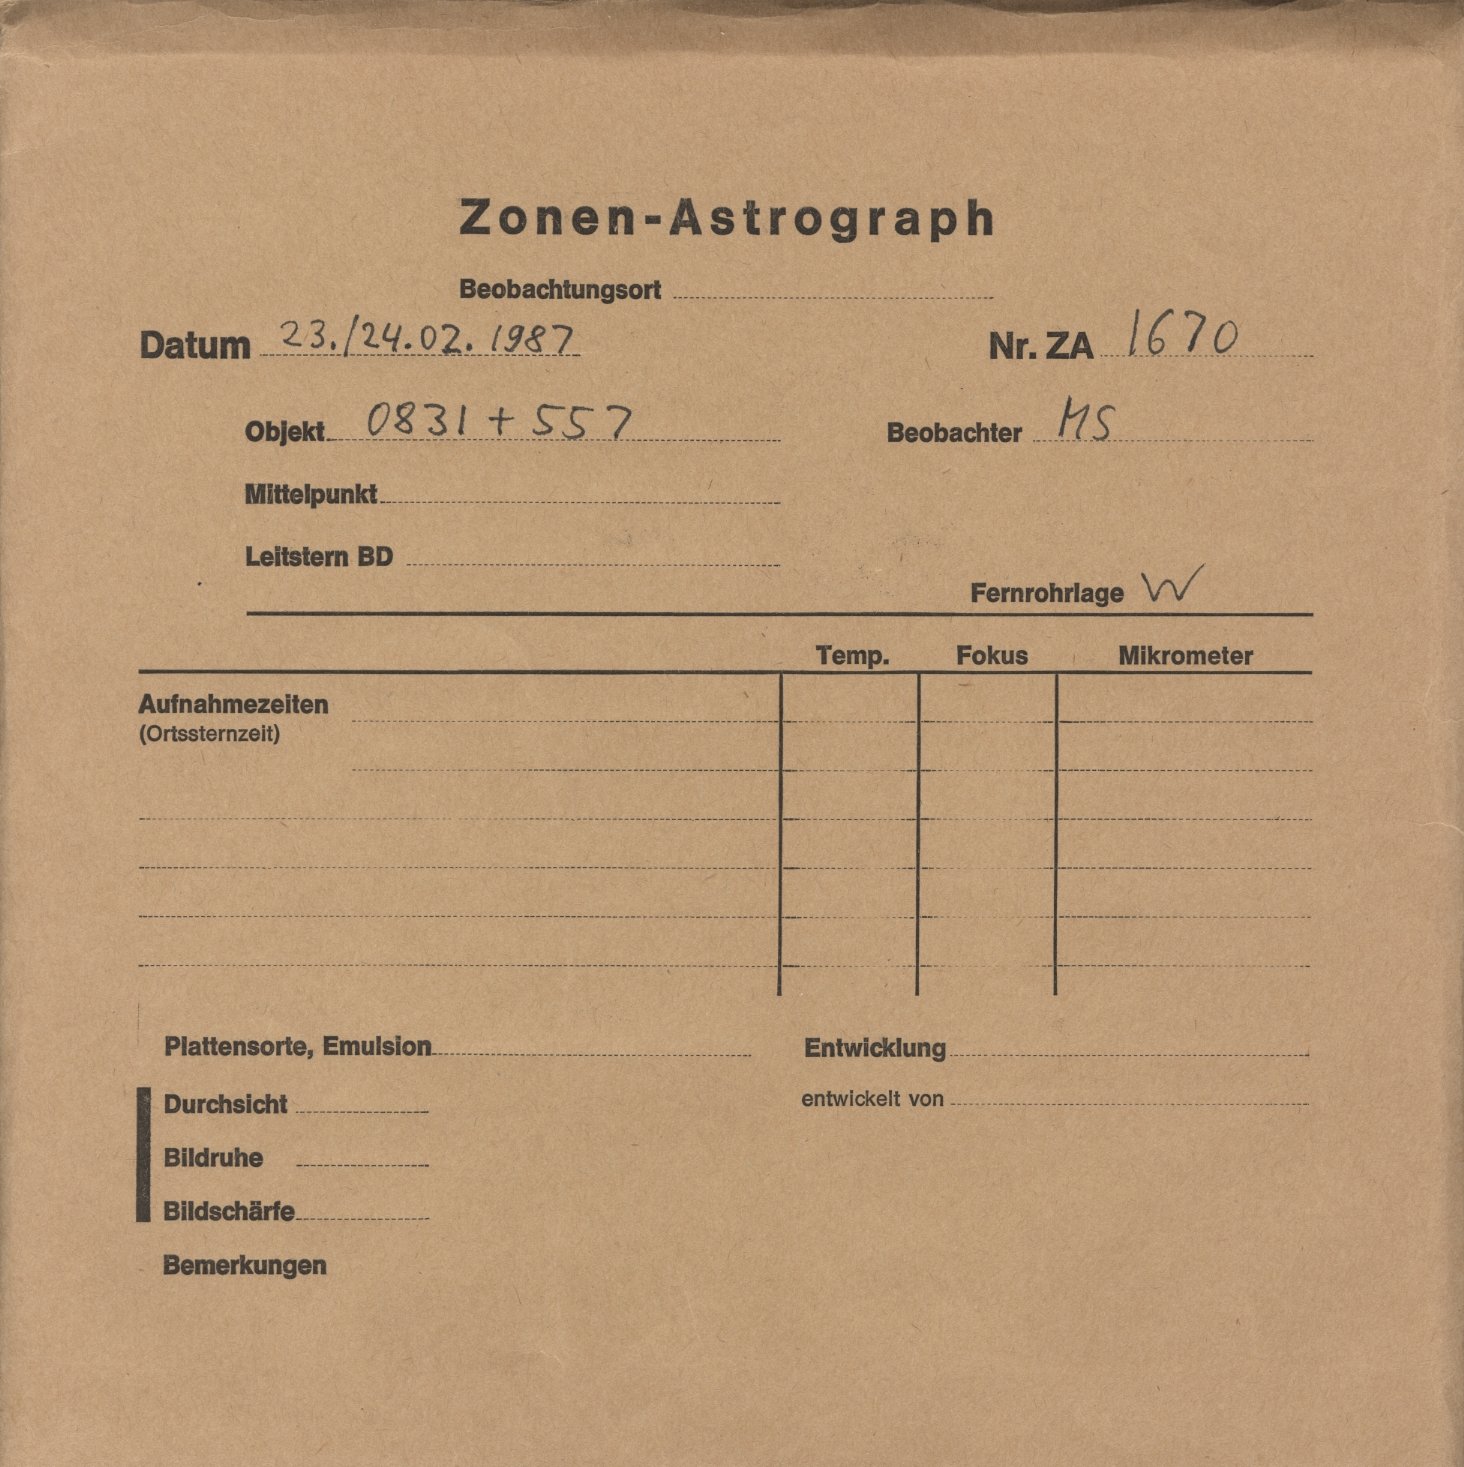 Zonen-Astrograph
Beobachtungsort
Datum 23./24.02.1987 Nr. ZA 1670
Objekt 0831 + 557 Beobachter MS
Mittelpunkt
Leitstern BD
Fernrohrlage W
Temp. Fokus Mikrometer
Aufnahmezeiten
(Ortssternzeit)
Plattensorte, Emulsion Entwicklung
Durchsicht entwickelt von
Bildruhe
Bildschärfe
Bemerkungen